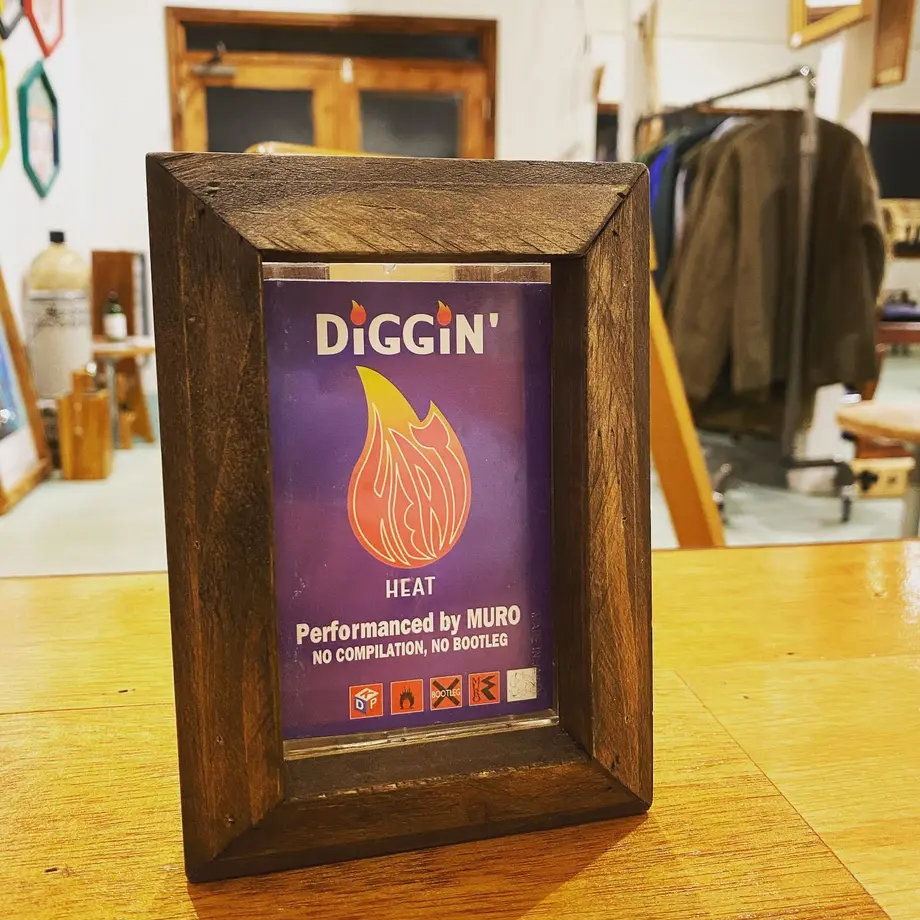 DiGGiN'
HEAT
HEAT
Performanced by MURO
NO COMPILATION, NO BOOTLEG
BOOTLEG